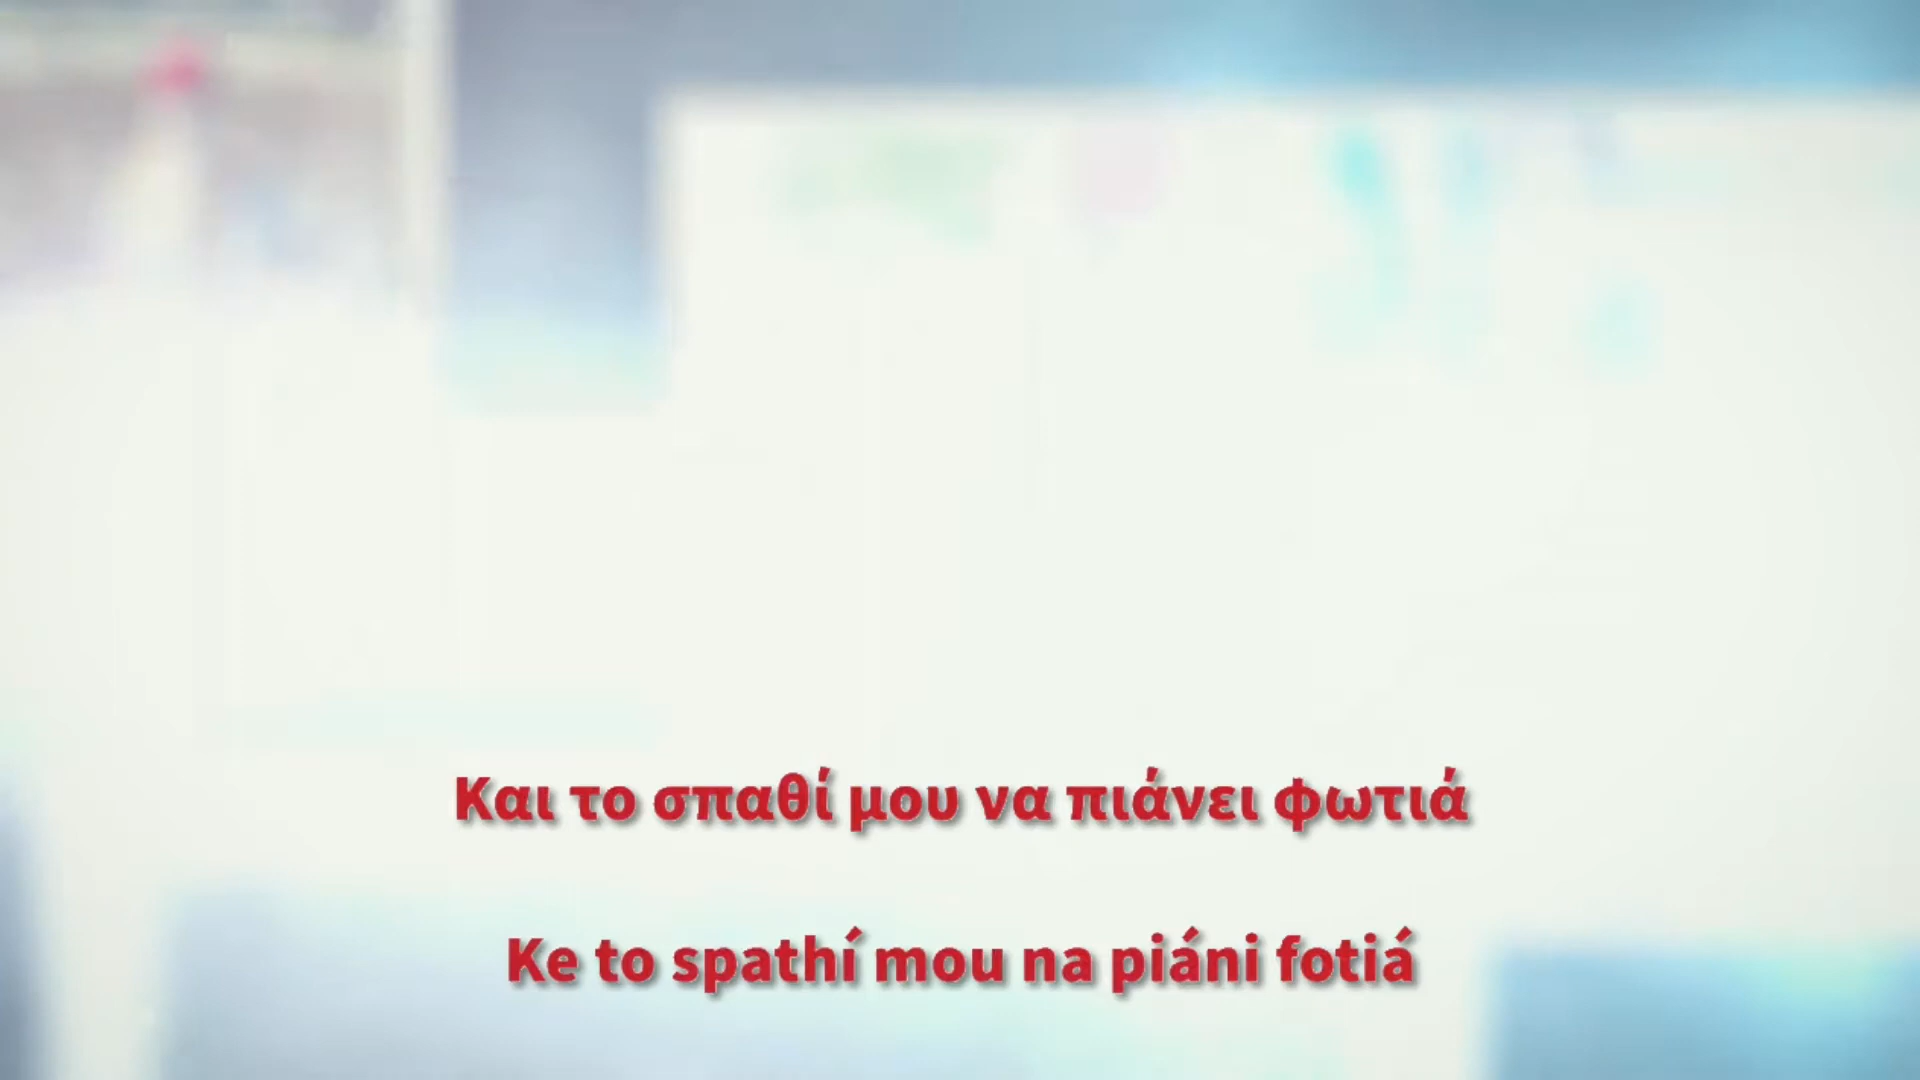 Και το σπαθί μου να πιάνει φωτιά
Ke to spathí mou na piáni fotiá